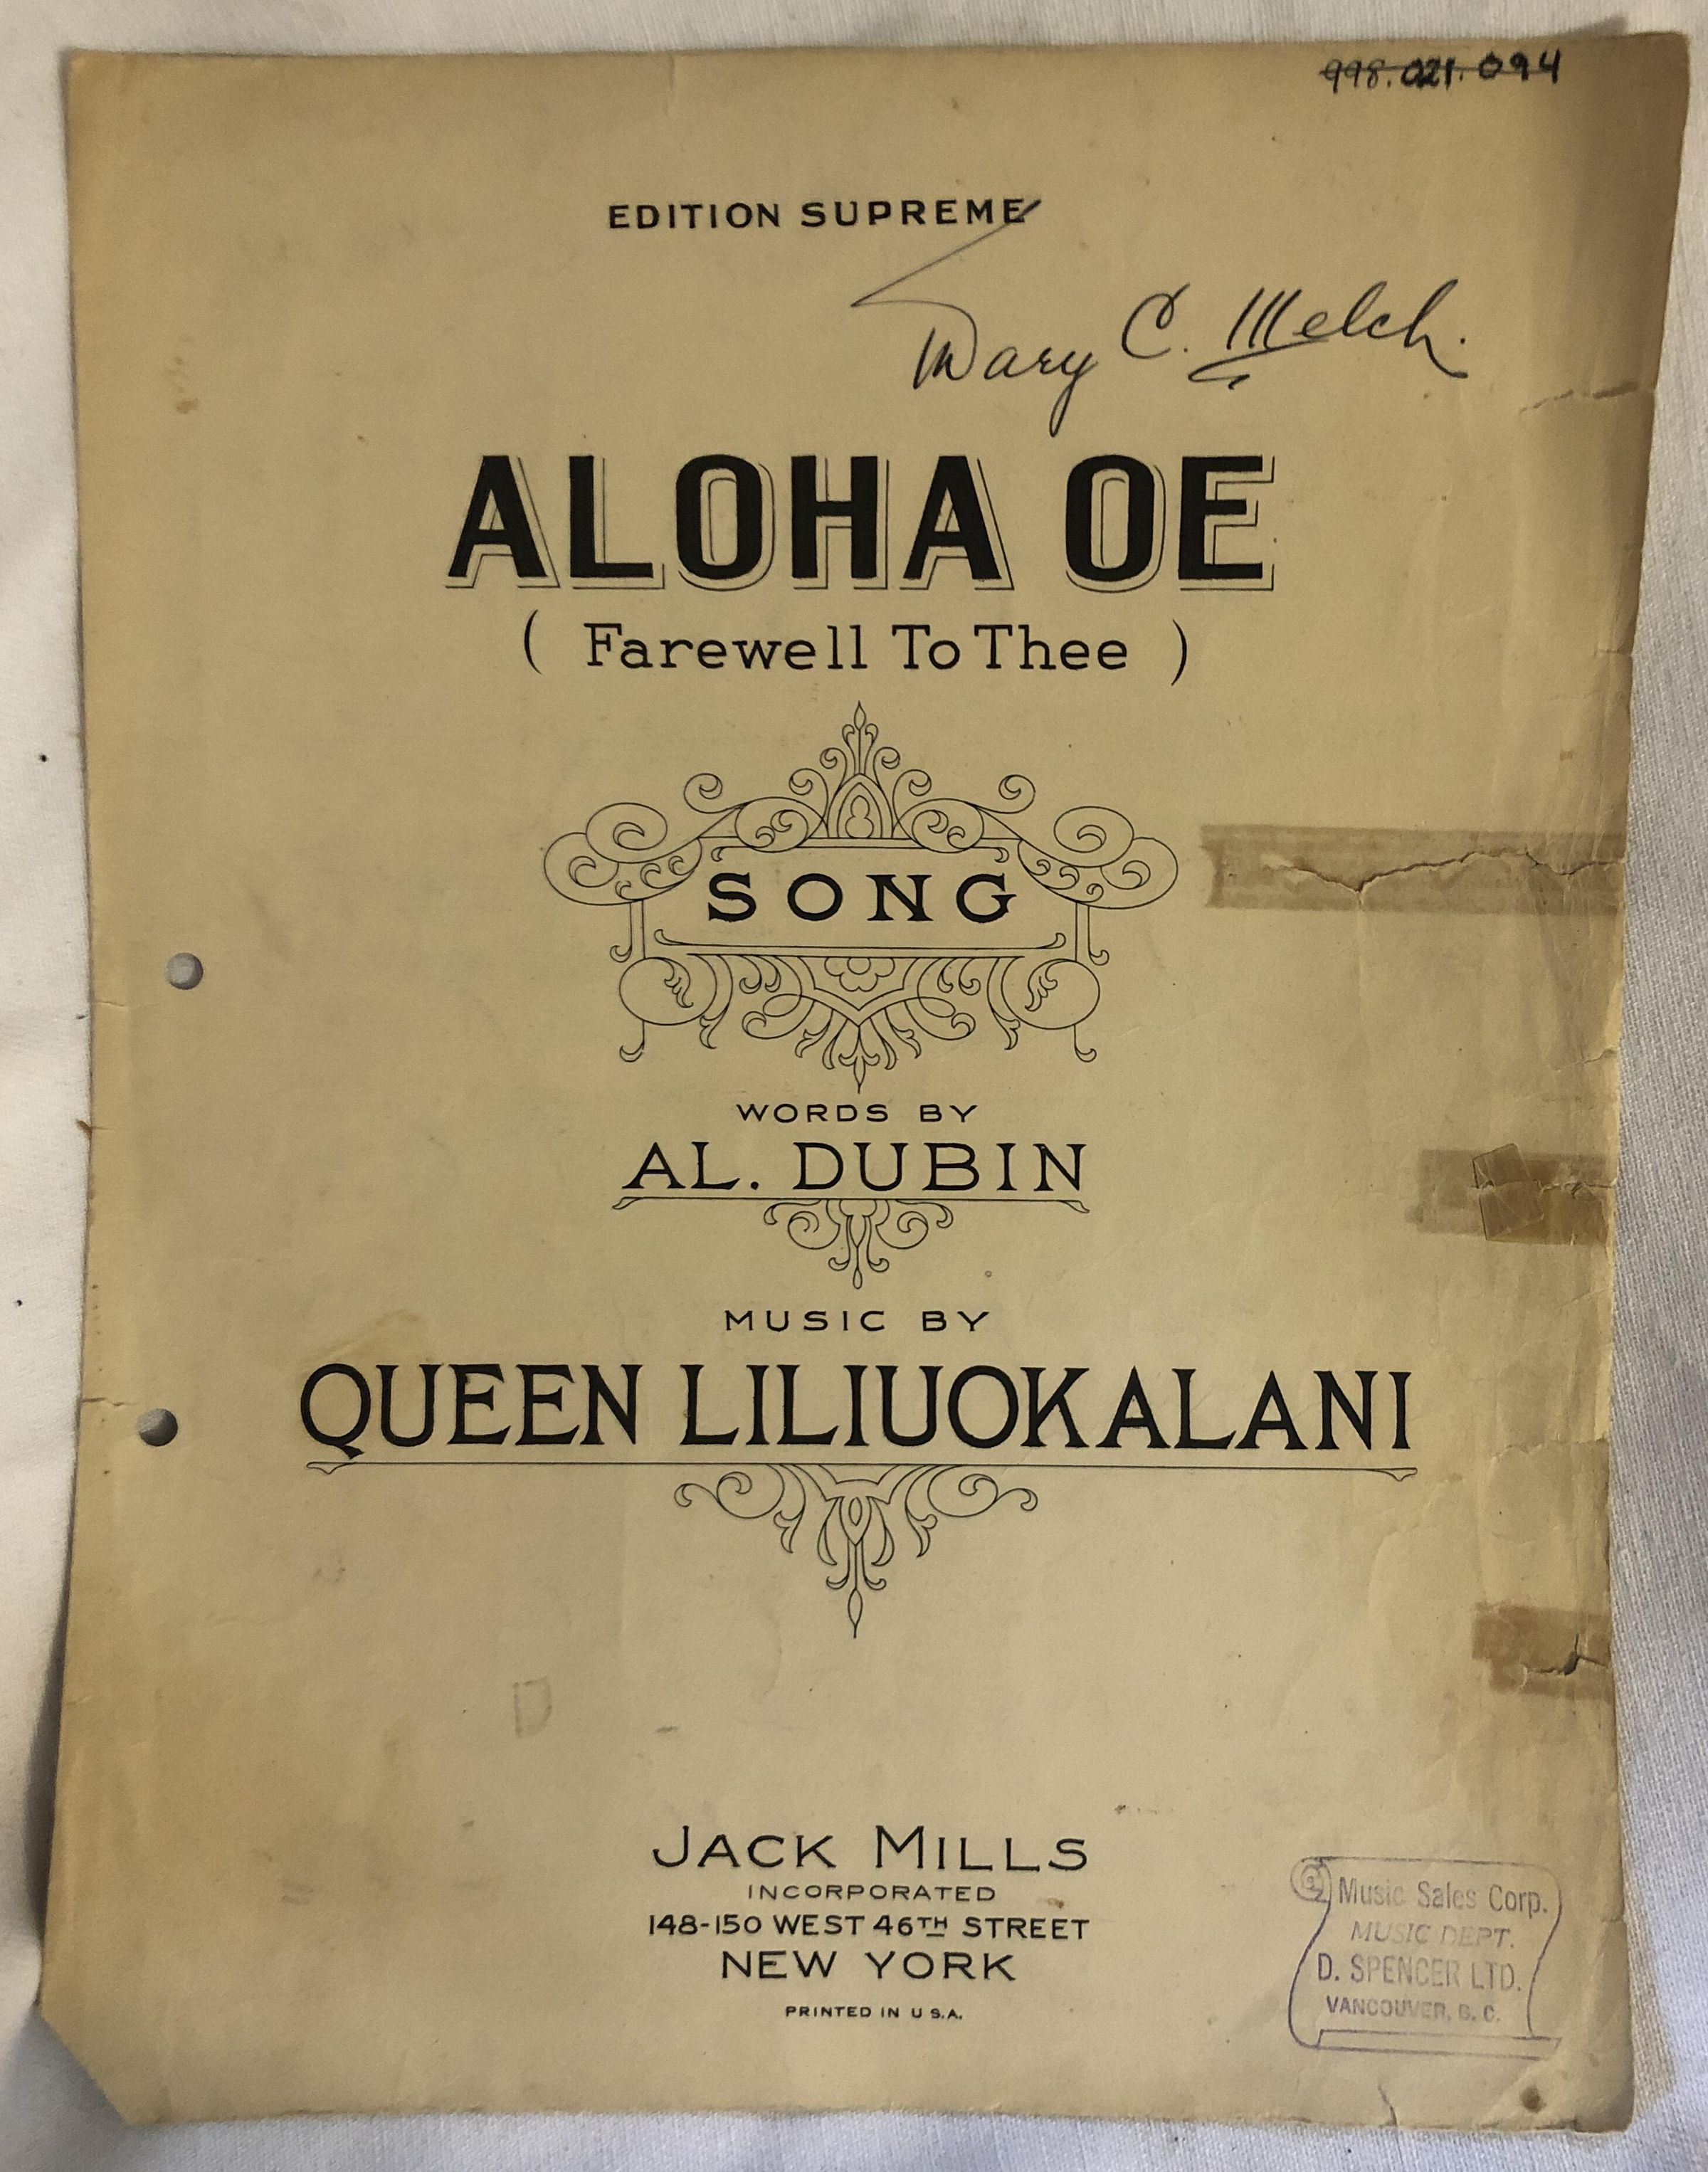 998.021.094
EDITION SUPREME
Mary C. Melch.
ALOHA OE
( Farewell To Thee )
SONG
WORDS BY
AL. DUBIN
MUSIC BY
QUEEN LILIUOKALANI
JACK MILLS
INCORPORATED
148-150 WEST 46TH STREET
NEW YORK
PRINTED IN U S.A.
Music Sales Corp.
MUSIC DEPT.
D. SPENCER LTD.
VANCOUVER, B. C.